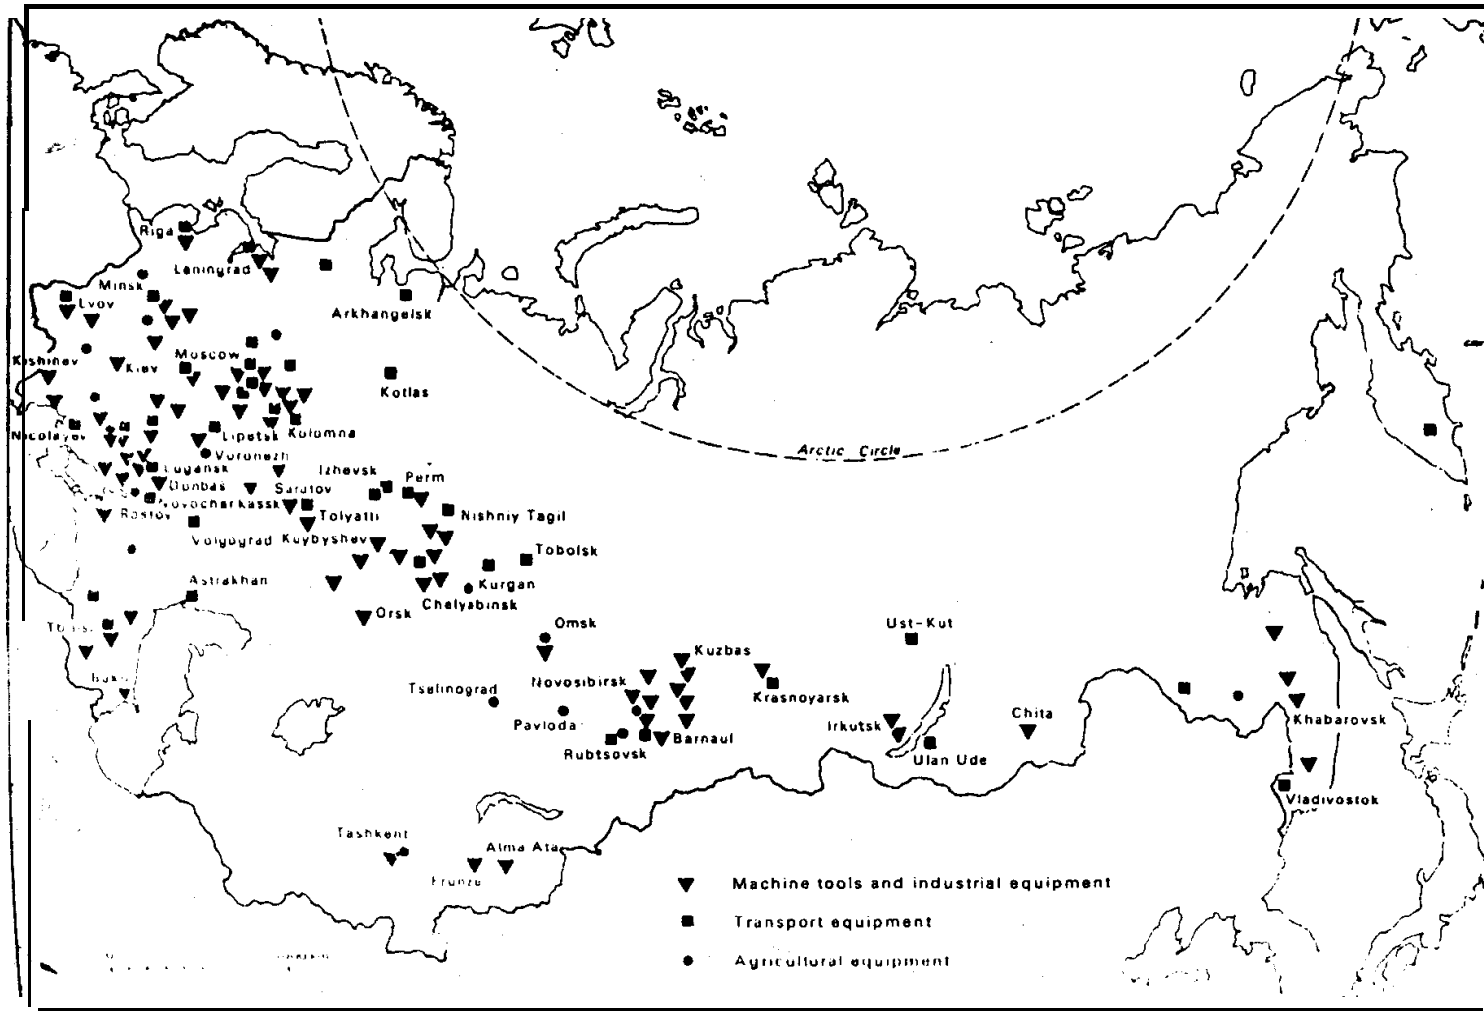 Riga
Leningrad
Minsk
Lvov
Arkhangelsk
Moscow
Kishinev
Kiev
Kotlas
Nicolayev
Lipetsk
Kolomna
Arctic Circle
Voronezh
Lugansk
Izhevsk
Perm
Donbas
Saratov
Novocharkassk
Rostov
Tolyatti
Nishniy Tagil
Volgograd
Kuybyshev
Tobolsk
Astrakhan
Kurgan
Chelyabinsk
Orsk
Omsk
Ust-Kut
Kuzbas
Baku
Tselinograd
Novosibirsk
Krasnoyarsk
Pavloda
Irkutsk
Chita
Khabarovsk
Rubtsovsk
Barnaul
Ulan Ude
Vladivostok
Tashkent
Alma Ata
Frunze
Machine tools and industrial equipment
Transport equipment
Agricultural equipment